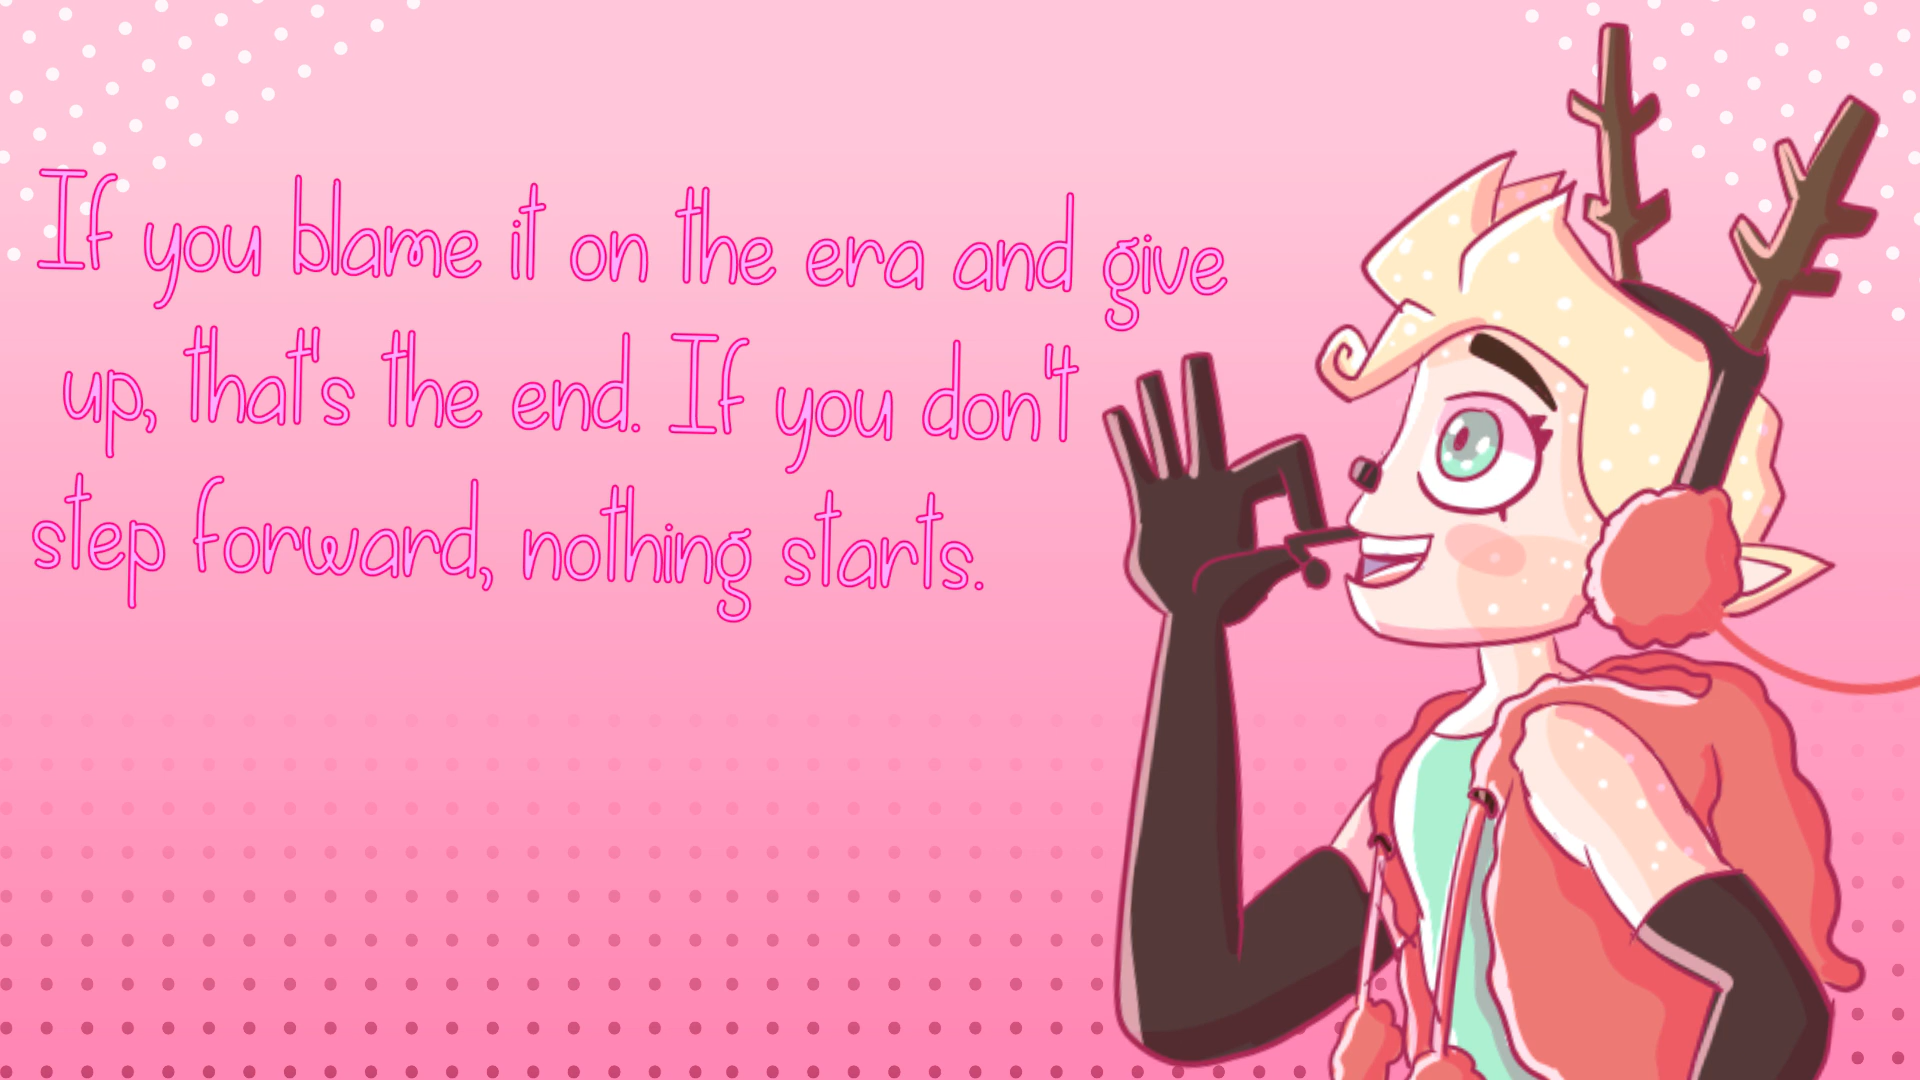 If you blame it on the era and give
up, that's the end. If you don't
step forward, nothing starts.